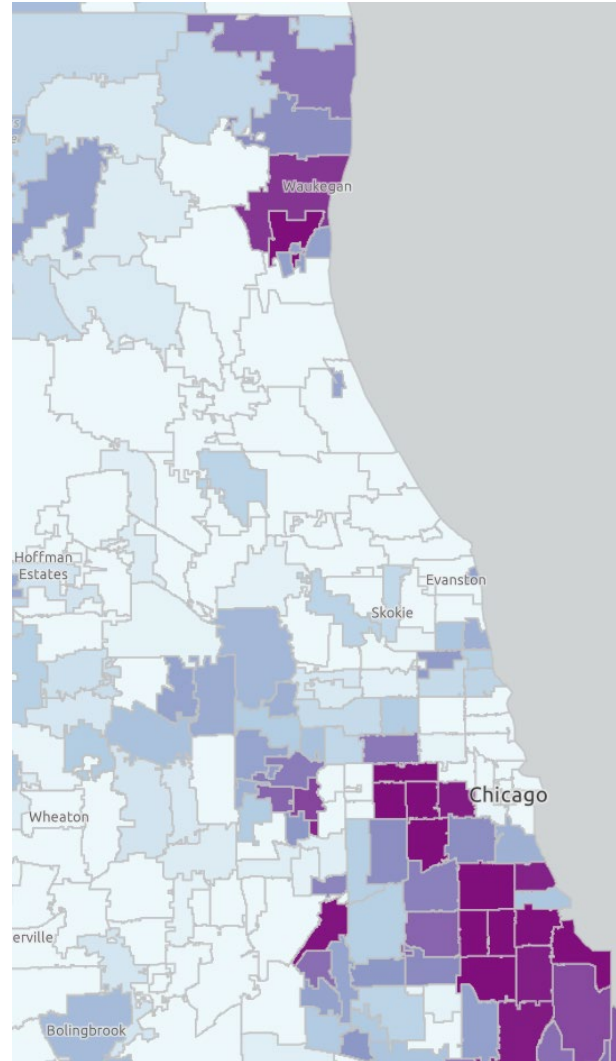 Waukegan
Hoffman
Estates
Evanston
Skokie
Chicago
Wheaton
erville
Bolingbrook